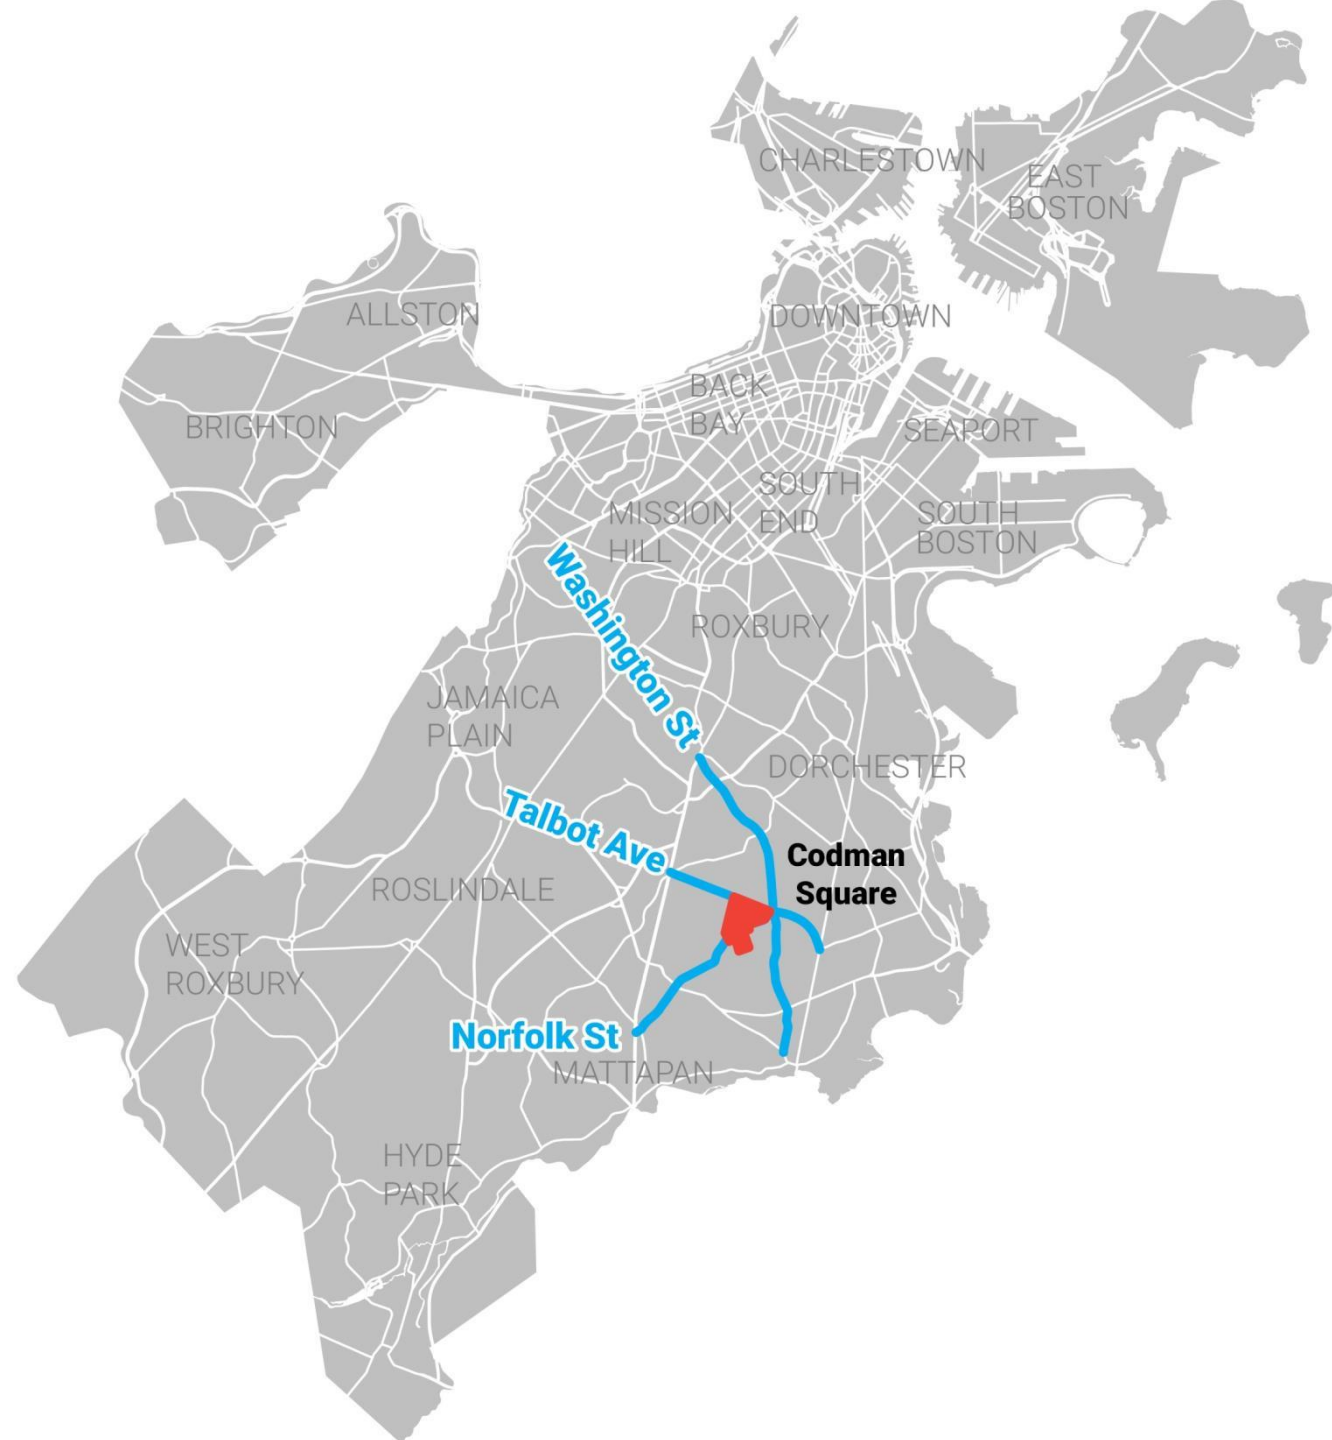 CHARLESTOWN
EAST
BOSTON
ALLSTON
DOWNTOWN
BACK
BAY
BRIGHTON
SEAPORT
SOUTH
END
MISSION
HILL
SOUTH
BOSTON
Washington St
ROXBURY
JAMAICA
PLAIN
DORCHESTER
Talbot Ave
Codman
Square
ROSLINDALE
WEST
ROXBURY
Norfolk St
MATTAPAN
HYDE
PARK